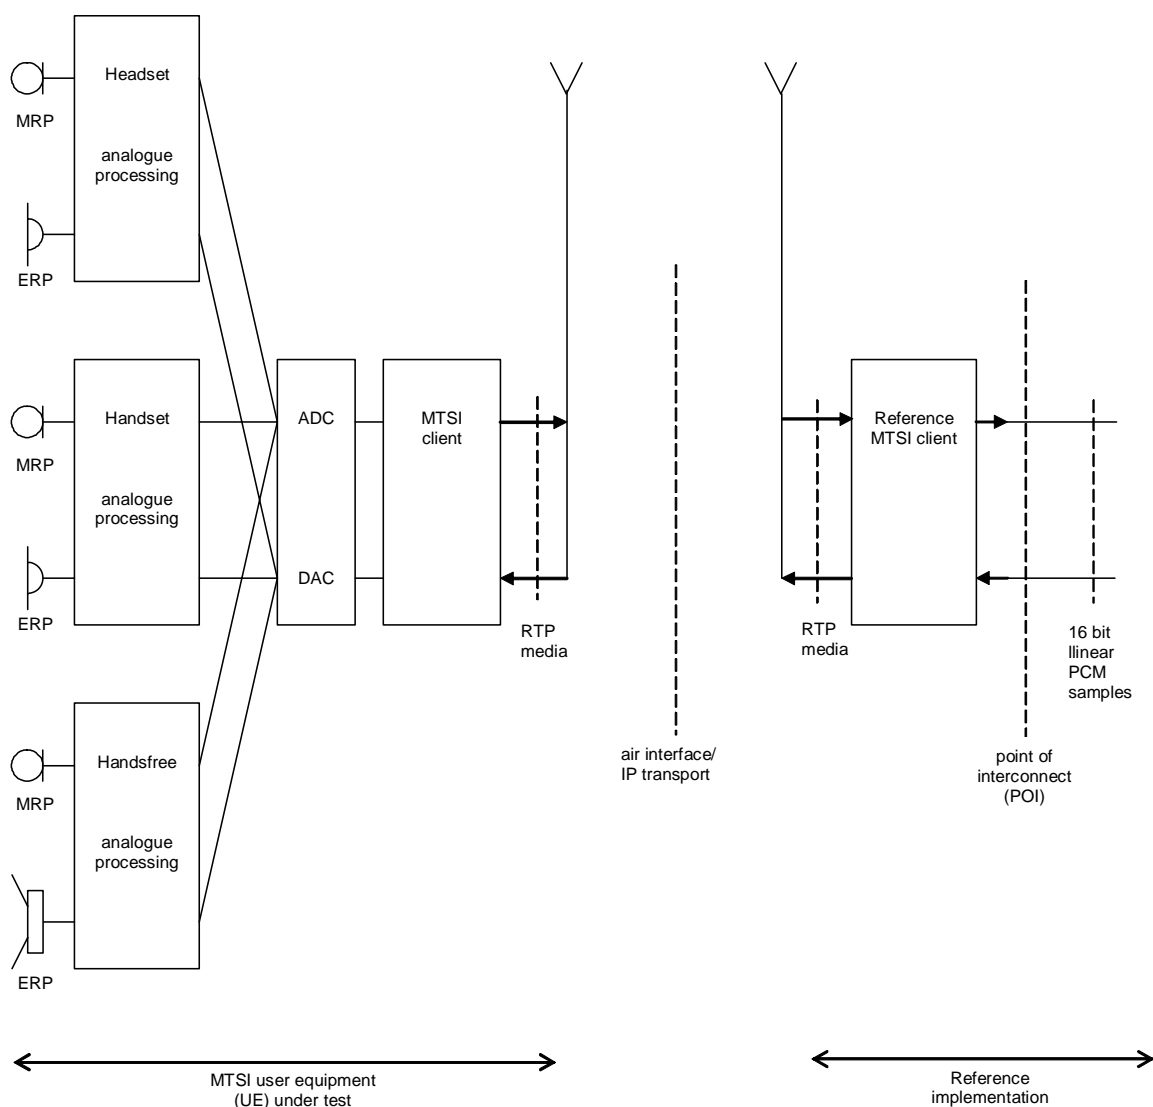 Headset
MRP
analogue
processing
ERP
Handset
MRP
analogue
processing
ERP
Handsfree
MRP
analogue
processing
ERP
ADC
DAC
MTSI
client
RTP
media
air interface/
IP transport
RTP
media
Reference
MTSI client
point of
interconnect
(POI)
16 bit
llinear
PCM
samples
MTSI user equipment
(UE) under test
Reference
implementation